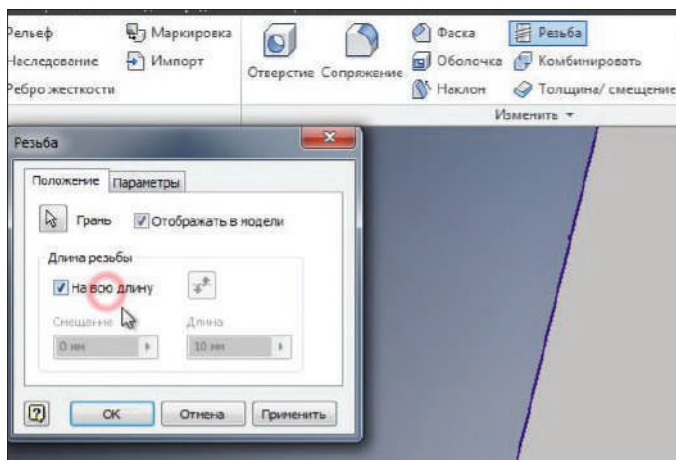 Рельеф Маркировка Фаска Резьба
Наследование Импорт Отверстие Сопряжение Оболочка Комбинировать
Ребро жесткости Наклон Толщина/ смещение
Изменить
Резьба
Положение Параметры
Грань Отображать в модели
Длина резьбы
На всю длину
Смещение Длина
0 мм 10 мм
? ОК Отмена Применить